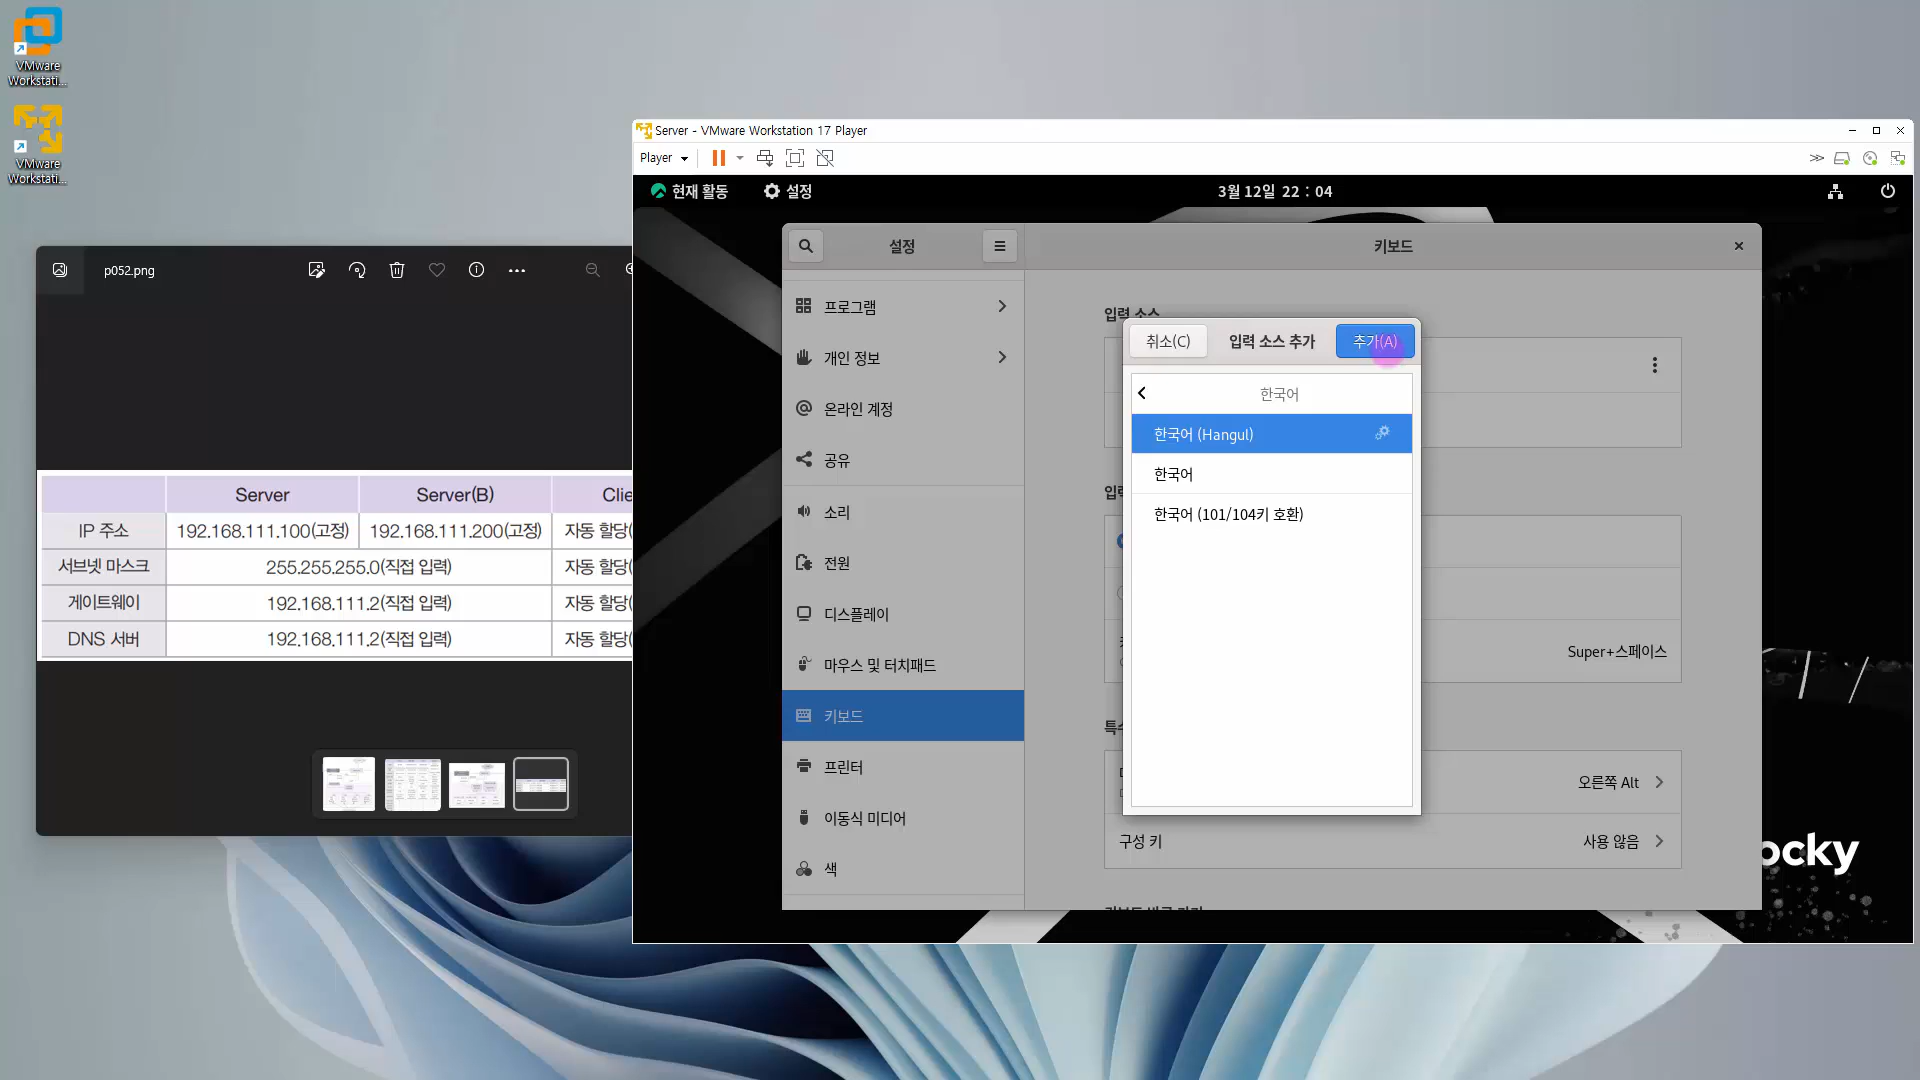 VMware
Workstati...
VMware
Workstati...
p052.png
Server
Server(B)
Clie
IP 주소
192.168.111.100(고정)
192.168.111.200(고정)
자동 할당(
서브넷 마스크
255.255.255.0(직접 입력)
자동 할당(
게이트웨이
192.168.111.2(직접 입력)
자동 할당(
DNS 서버
192.168.111.2(직접 입력)
자동 할당(
Server - VMware Workstation 17 Player
Player
현재 활동
설정
3월 12일 22 : 04
설정
키보드
프로그램
개인 정보
온라인 계정
공유
소리
전원
디스플레이
마우스 및 터치패드
키보드
프린터
이동식 미디어
색
입력 소스
취소(C)
입력 소스 추가
추가(A)
한국어
한국어 (Hangul)
한국어
한국어 (101/104키 호환)
입력
Super+스페이스
특수
오른쪽 Alt
구성 키
사용 않음
ocky